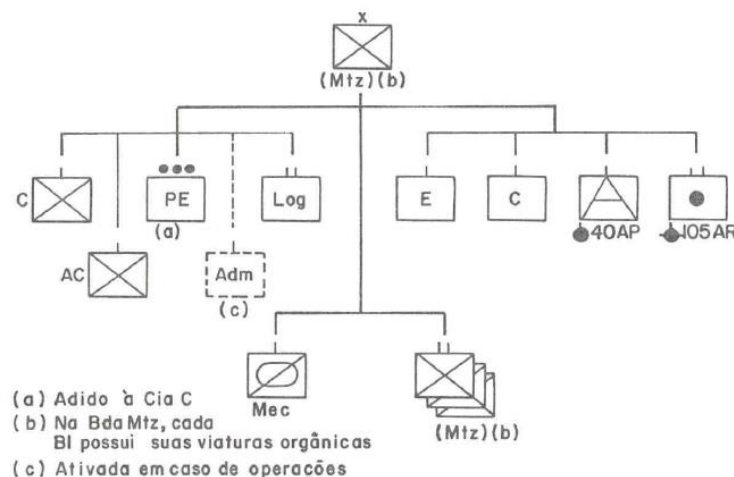 x
(Mtz)(b)
C
PE
(a)
Log
E
C
40AP
105AR
AC
Adm
(c)
Mec
(Mtz)(b)
(a) Adido à Cia C
(b) Na Bda Mtz, cada
BI possui suas viaturas orgânicas
(c) Ativada em caso de operações